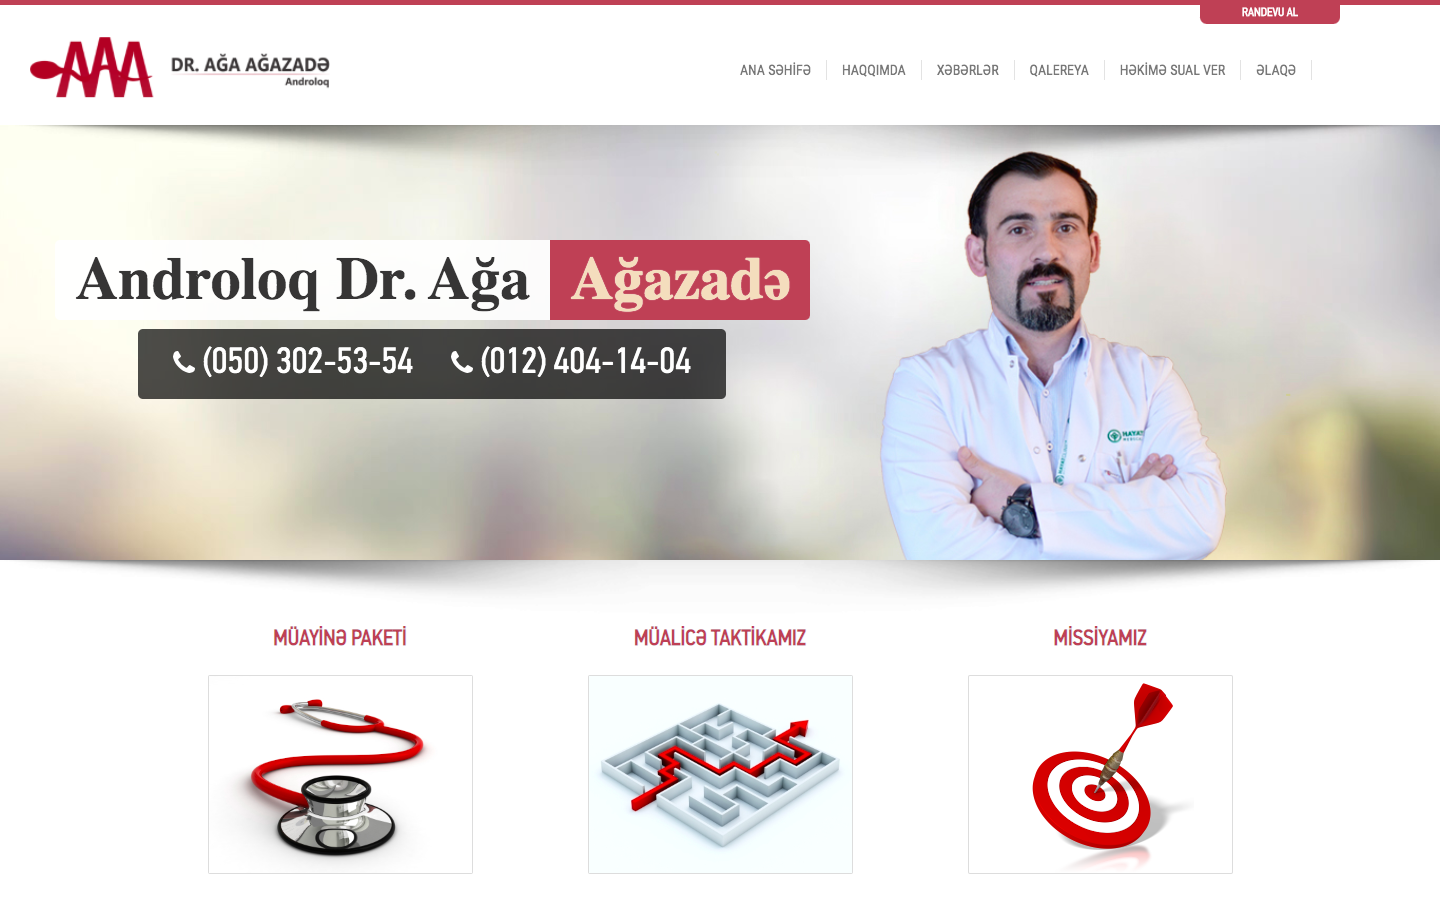 RANDEVU AL
DR. AĞA AĞAZADƏ
Androloq
ANA SƏHİFƏ
HAQQIMDA
XƏBƏRLƏR
QALEREYA
HƏKİMƏ SUAL VER
ƏLAQƏ
Androloq Dr. Ağa Ağazadə
(050) 302-53-54 (012) 404-14-04
HAYAT
MÜAYİNƏ PAKETİ
MÜALİCƏ TAKTİKAMIZ
MİSSİYAMIZ